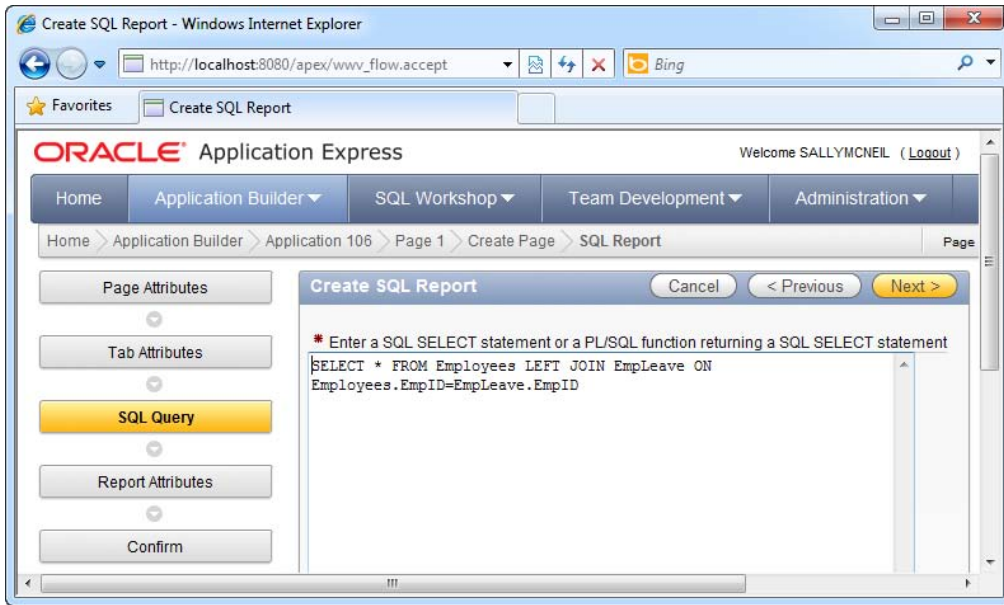 Create SQL Report - Windows Internet Explorer
http://localhost:8080/apex/wwv_flow.accept
Bing
Favorites
Create SQL Report
ORACLE Application Express
Welcome SALLYMCNEIL ( Logout )
Home
Application Builder
SQL Workshop
Team Development
Administration
Home > Application Builder > Application 106 > Page 1 > Create Page > SQL Report
Page
Page Attributes
Tab Attributes
SQL Query
Report Attributes
Confirm
Create SQL Report
Cancel
< Previous
Next >
* Enter a SQL SELECT statement or a PL/SQL function returning a SQL SELECT statement
SELECT * FROM Employees LEFT JOIN EmpLeave ON
Employees.EmpID=EmpLeave.EmpID